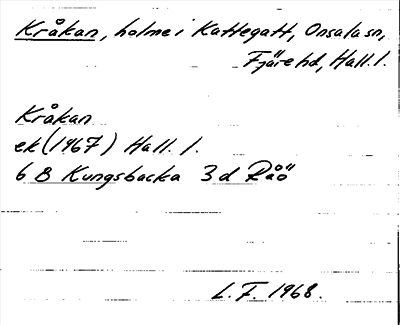 Kråkan, holme i Kattegatt, Onsala sn,
Fjäre hd, Hall. l.
Kråkan
ek (1967) Hall. l.
6 B Kungsbacka 3 d Råö
L. F. 1968.